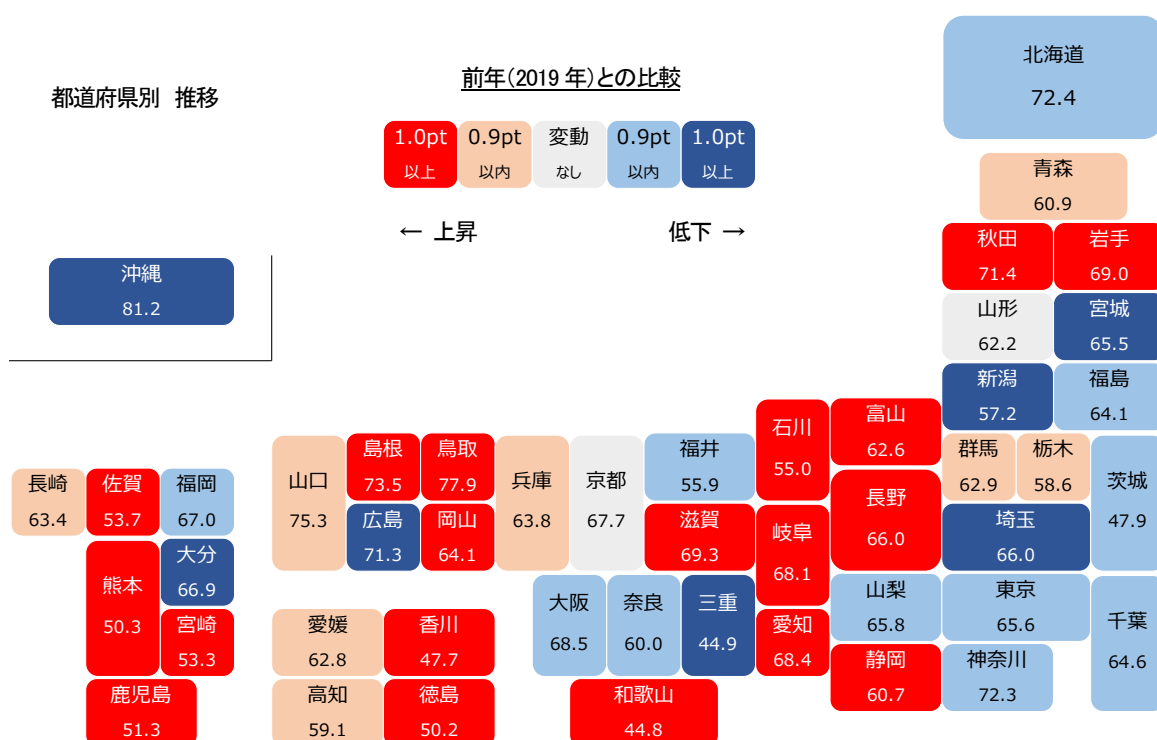 都道府県別 推移
前年(2019 年)との比較
1.0pt 0.9pt 変動 0.9pt 1.0pt
以上 以内 なし 以内 以上
← 上昇 低下 →
北海道
72.4
青森
60.9
秋田 岩手
71.4 69.0
沖縄
81.2
山形 宮城
62.2 65.5
新潟 福島
57.2 64.1
石川
55.0
富山
62.6
群馬 栃木
62.9 58.6
茨城
47.9
島根 鳥取
73.5 77.9
山口
75.3
兵庫
63.8
京都
67.7
福井
55.9
長崎 佐賀 福岡
63.4 53.7 67.0
広島 岡山
71.3 64.1
滋賀
69.3
岐阜
68.1
長野
66.0
埼玉
66.0
熊本
50.3
大分
66.9
宮崎
53.3
大阪 奈良 三重
68.5 60.0 44.9
愛知
68.4
山梨
65.8
東京
65.6
千葉
64.6
愛媛 香川
62.8 47.7
静岡 神奈川
60.7 72.3
鹿児島
51.3
高知 徳島
59.1 50.2
和歌山
44.8